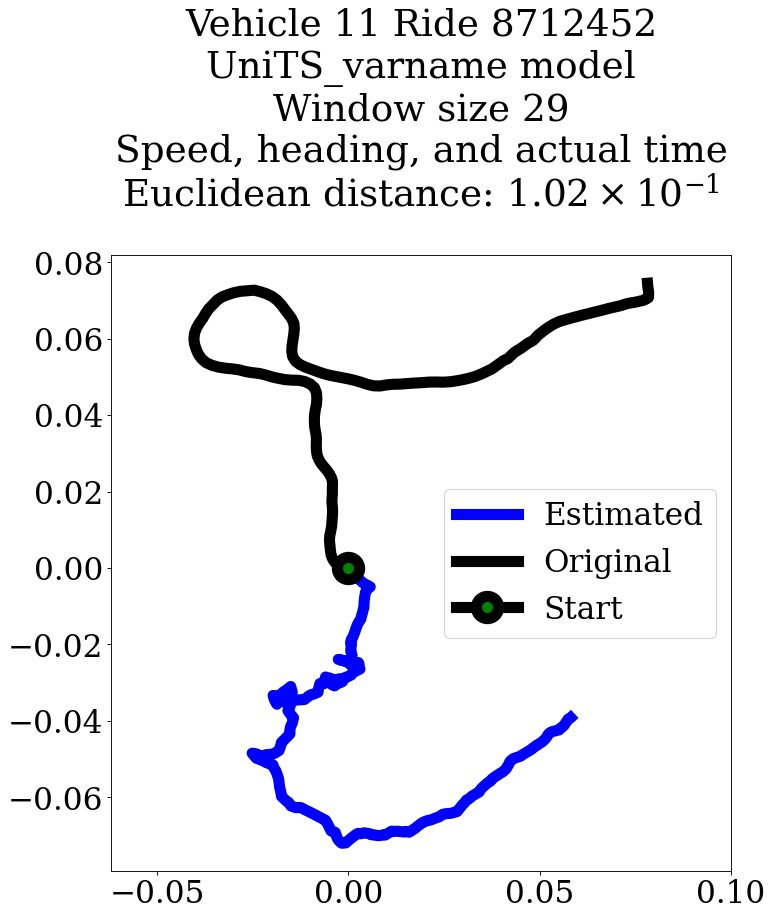 Vehicle 11 Ride 8712452
UniTS_varname model
Window size 29
Speed, heading, and actual time
Euclidean distance: 1.02 × 10⁻¹
0.08
0.06
0.04
0.02
0.00
−0.02
−0.04
−0.06
Estimated
Original
Start
−0.05 0.00 0.05 0.10